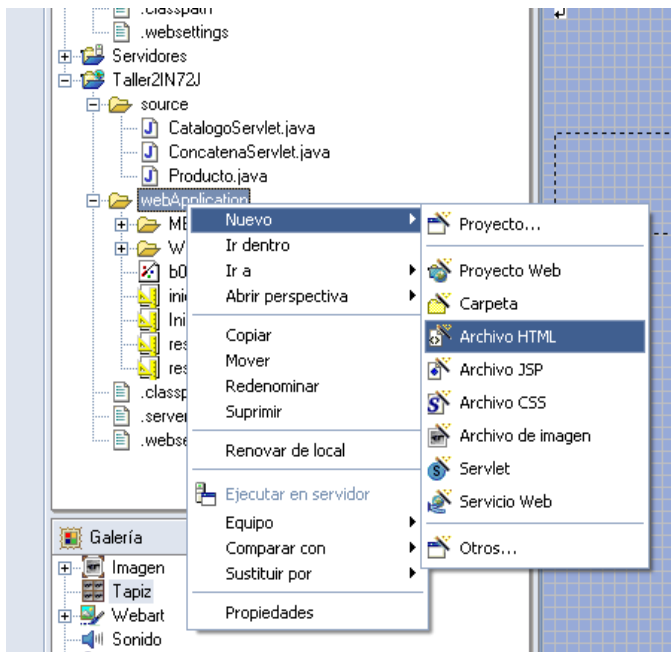 .classpath
.websettings
Servidores
Taller2IN72J
source
CatalogoServlet.java
ConcatenaServlet.java
Producto.java
webApplication
Nuevo
Ir dentro
Ir a
Abrir perspectiva
Copiar
Mover
Redenominar
Suprimir
Renovar de local
Ejecutar en servidor
Equipo
Comparar con
Sustituir por
Propiedades
Proyecto...
Proyecto Web
Carpeta
Archivo HTML
Archivo JSP
Archivo CSS
Archivo de imagen
Servlet
Servicio Web
Otros...
Galería
Imagen
Tapiz
Webart
Sonido